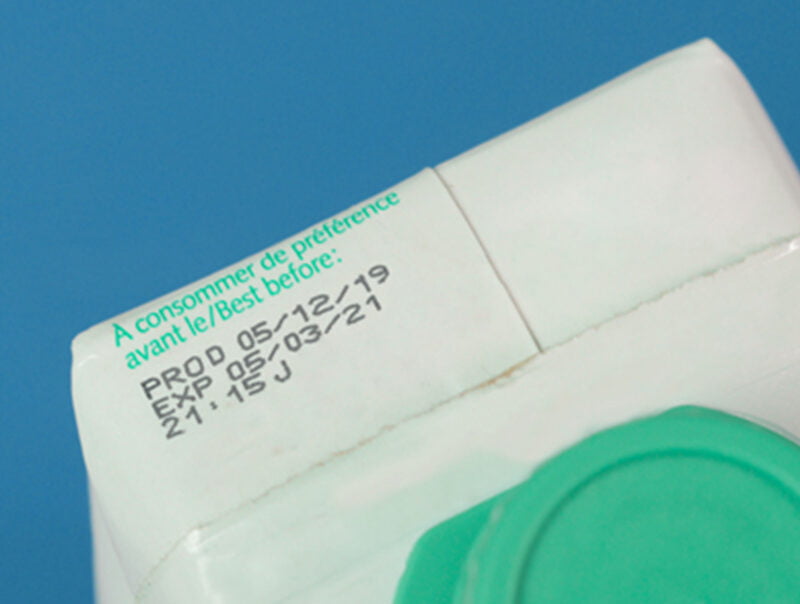 À consommer de préférence
avant le/Best before:
PROD 05/12/19
EXP 05/03/21
21:15 J